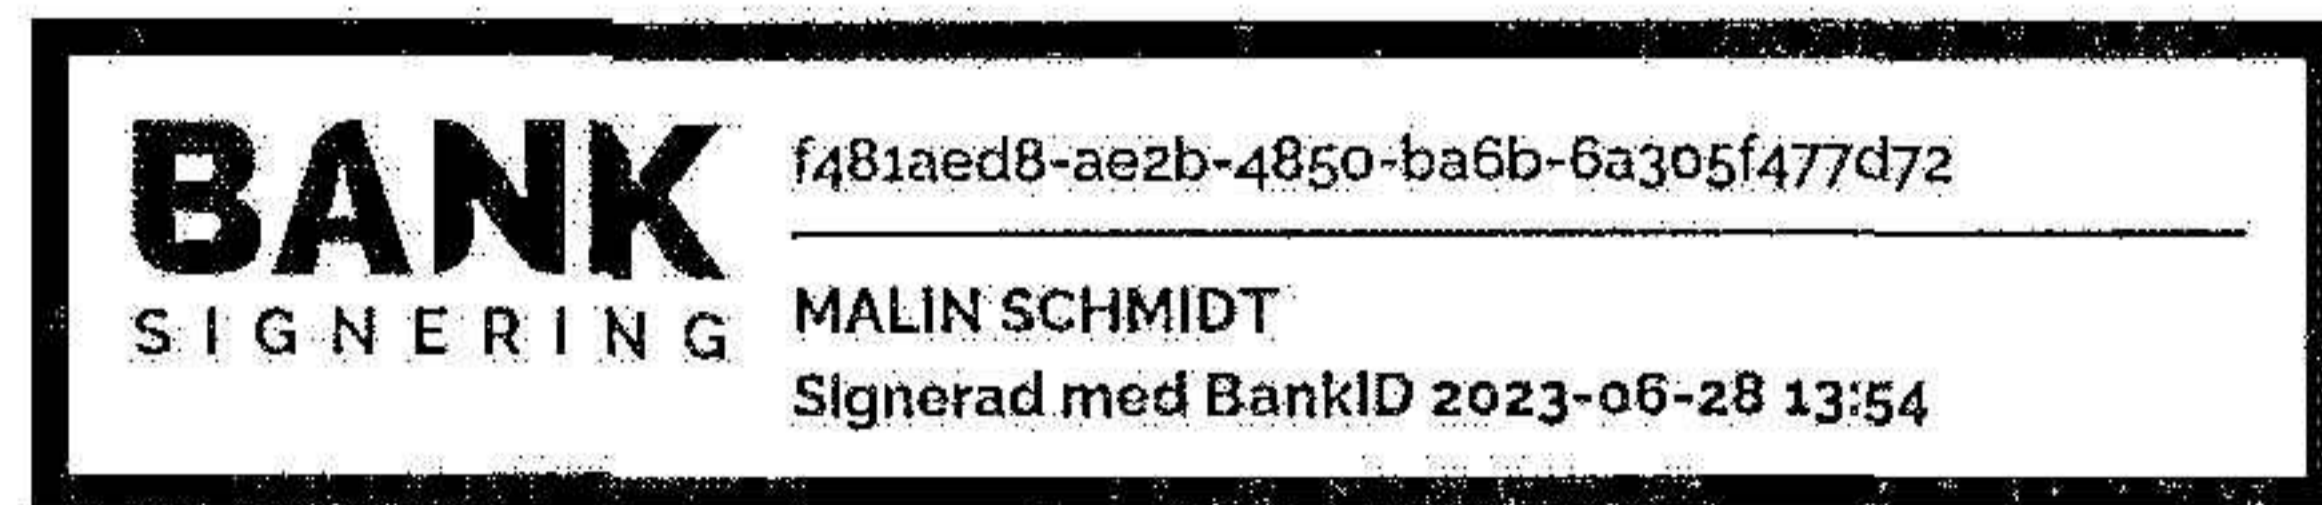 BANK
SIGNERING
f481aed8-ae2b-4850-ba6b-6a305f477d72
MALIN SCHMIDT
Signerad med BankID 2023-06-28 13:54